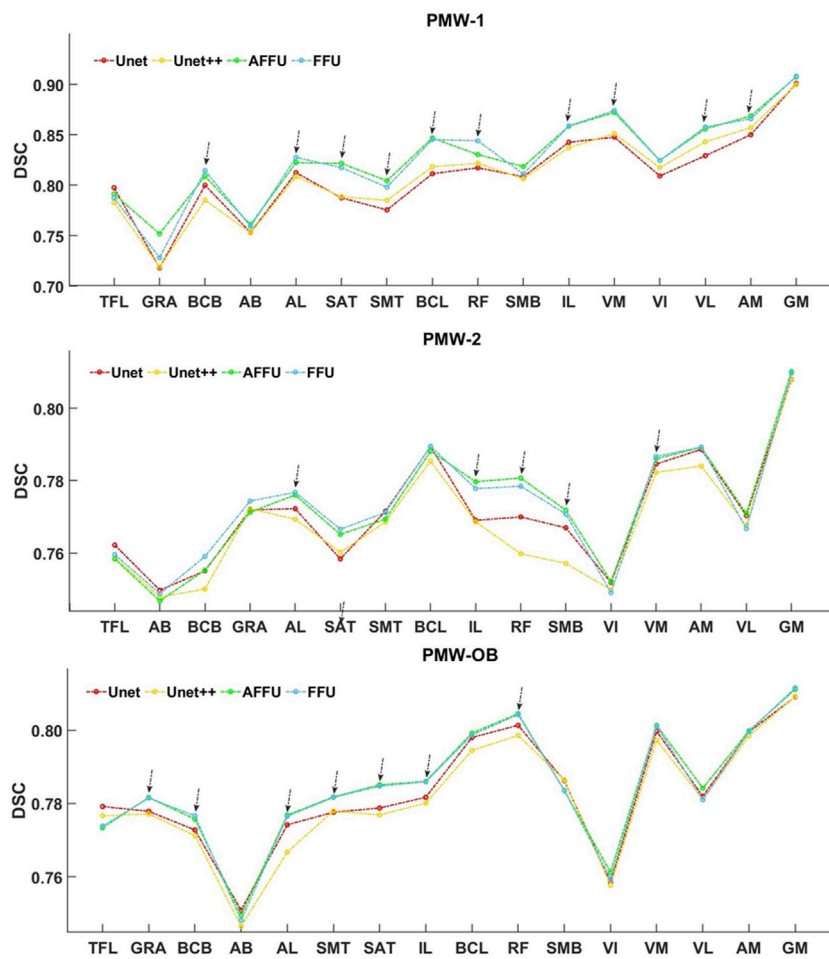 PMW-1
Unet Unet++ AFFU FFU
0.90
0.85
DSC
0.80
0.75
0.70
TFL GRA BCB AB AL SAT SMT BCL RF SMB IL VM VI VL AM GM
PMW-2
Unet Unet++ AFFU FFU
0.80
DSC
0.78
0.76
TFL AB BCB GRA AL SAT SMT BCL IL RF SMB VI VM AM VL GM
PMW-OB
Unet Unet++ AFFU FFU
0.80
DSC
0.78
0.76
TFL GRA BCB AB AL SMT SAT IL BCL RF SMB VI VM VL AM GM